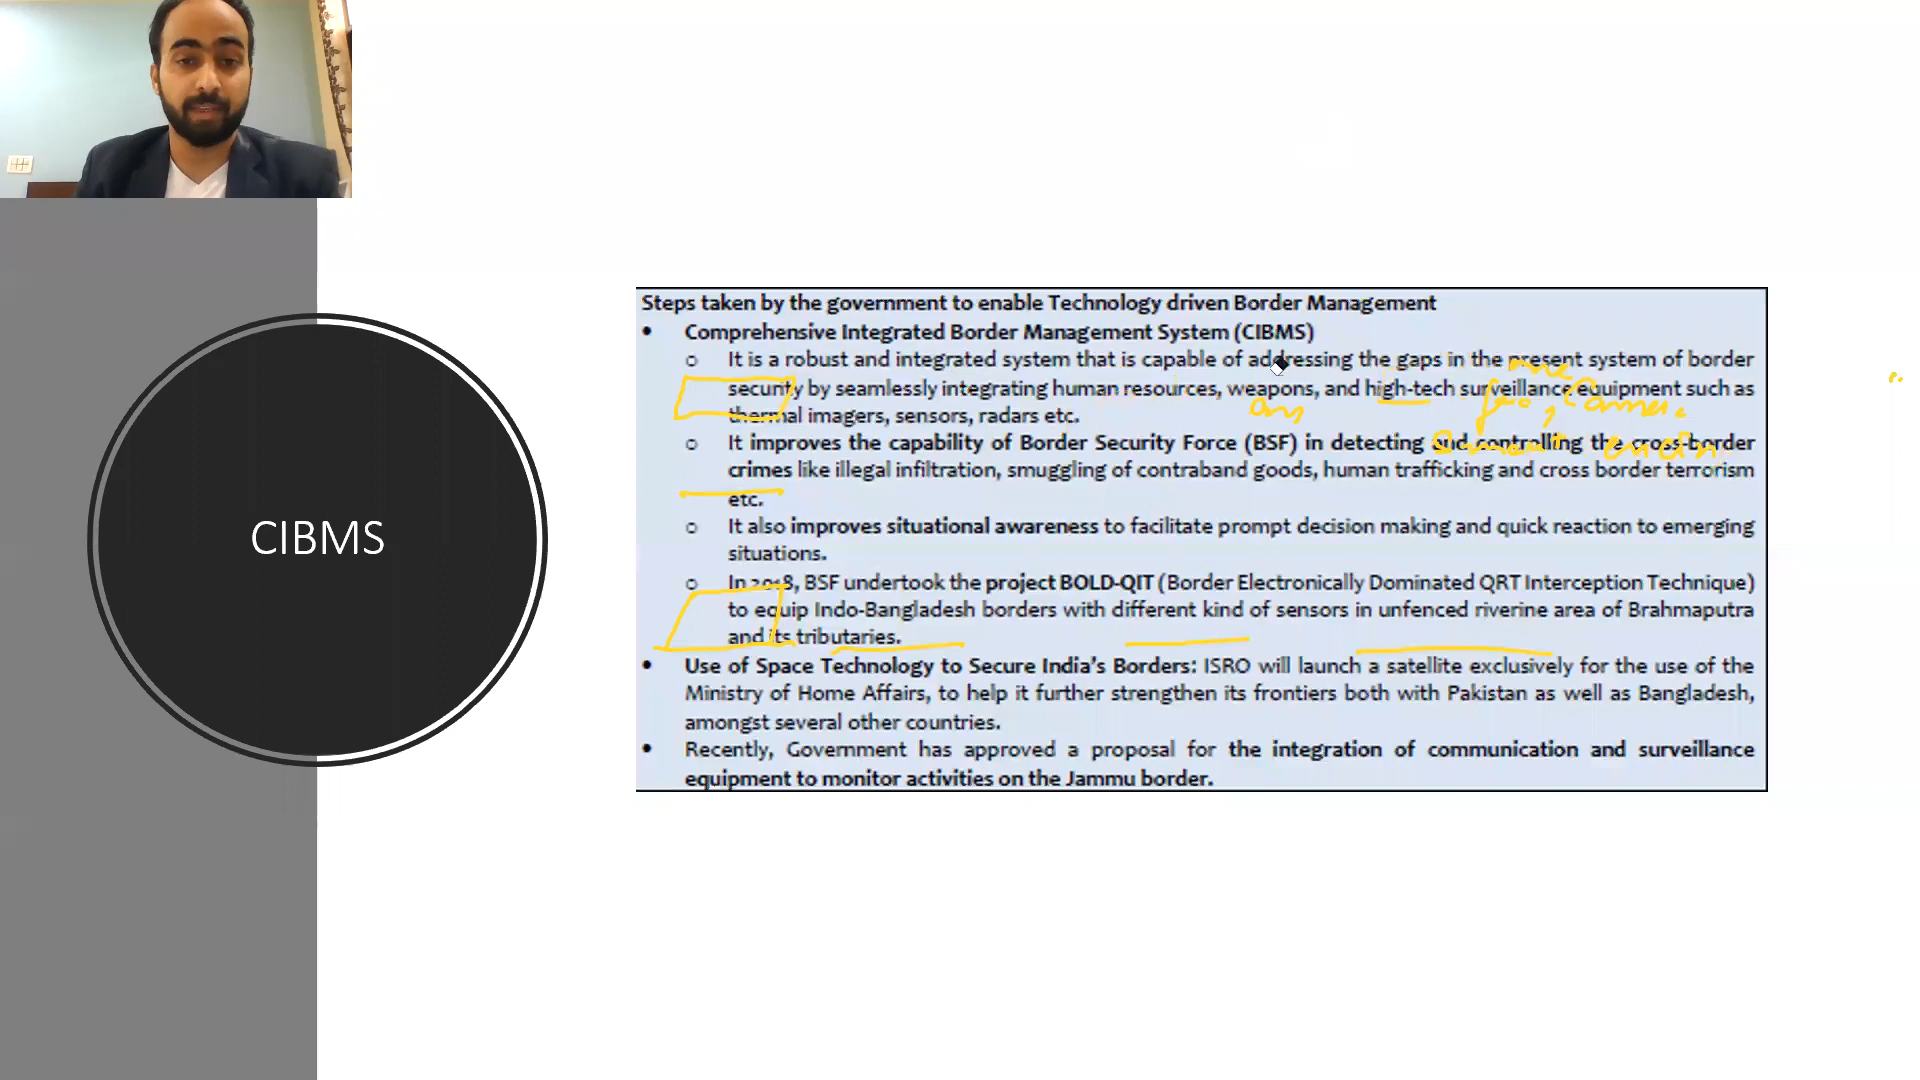 CIBMS
Steps taken by the government to enable Technology driven Border Management
• Comprehensive Integrated Border Management System (CIBMS)
o It is a robust and integrated system that is capable of addressing the gaps in the present system of border
security by seamlessly integrating human resources, weapons, and high-tech surveillance equipment such as
thermal imagers, sensors, radars etc.
o It improves the capability of Border Security Force (BSF) in detecting and controlling the cross-border
crimes like illegal infiltration, smuggling of contraband goods, human trafficking and cross border terrorism
etc.
o It also improves situational awareness to facilitate prompt decision making and quick reaction to emerging
situations.
o In 2018, BSF undertook the project BOLD-QIT (Border Electronically Dominated QRT Interception Technique)
to equip Indo-Bangladesh borders with different kind of sensors in unfenced riverine area of Brahmaputra
and its tributaries.
• Use of Space Technology to Secure India's Borders: ISRO will launch a satellite exclusively for the use of the
Ministry of Home Affairs, to help it further strengthen its frontiers both with Pakistan as well as Bangladesh,
amongst several other countries.
• Recently, Government has approved a proposal for the integration of communication and surveillance
equipment to monitor activities on the Jammu border.